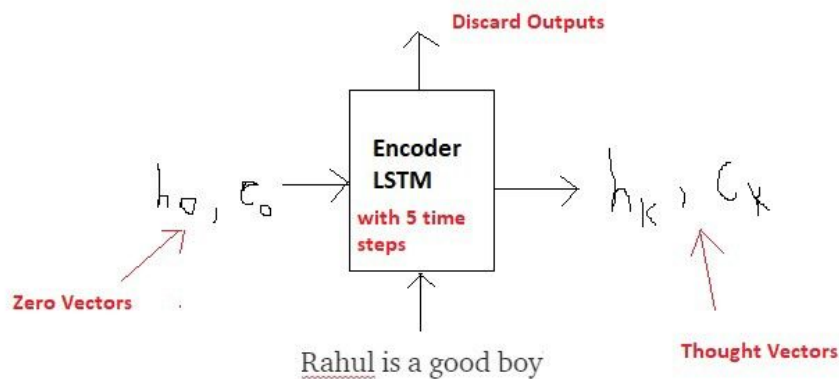 Discard Outputs
Encoder
LSTM
with 5 time
steps
h₀, c₀
hₖ, cₖ
Zero Vectors
Rahul is a good boy
Thought Vectors